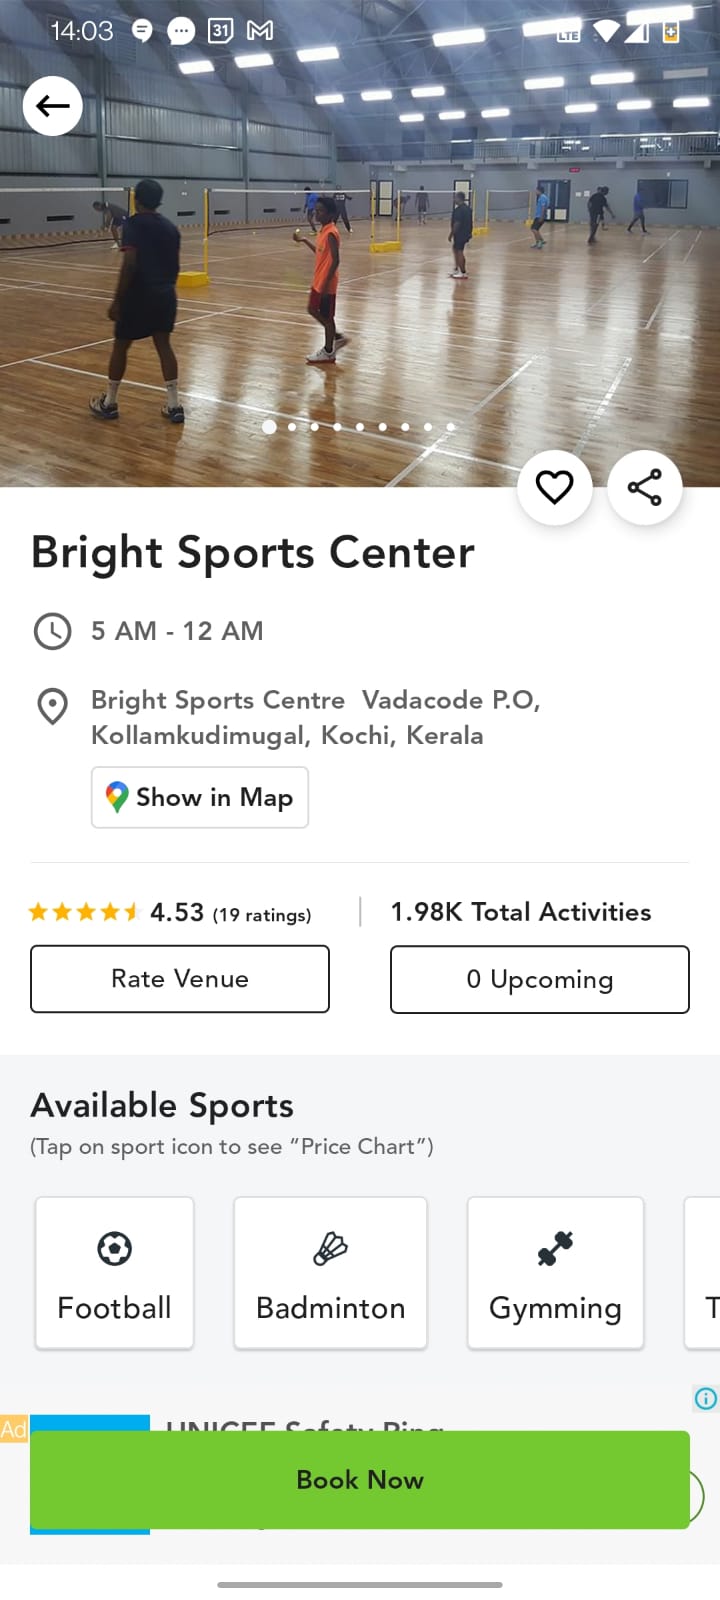 14:03
31
LTE
Bright Sports Center
5 AM - 12 AM
Bright Sports Centre  Vadacode P.O,
Kollamkudimugal, Kochi, Kerala
Show in Map
4.53 (19 ratings)
1.98K Total Activities
Rate Venue
0 Upcoming
Available Sports
(Tap on sport icon to see “Price Chart”)
Football
Badminton
Gymming
T
Ad
UNICEF Safety Ring
Book Now